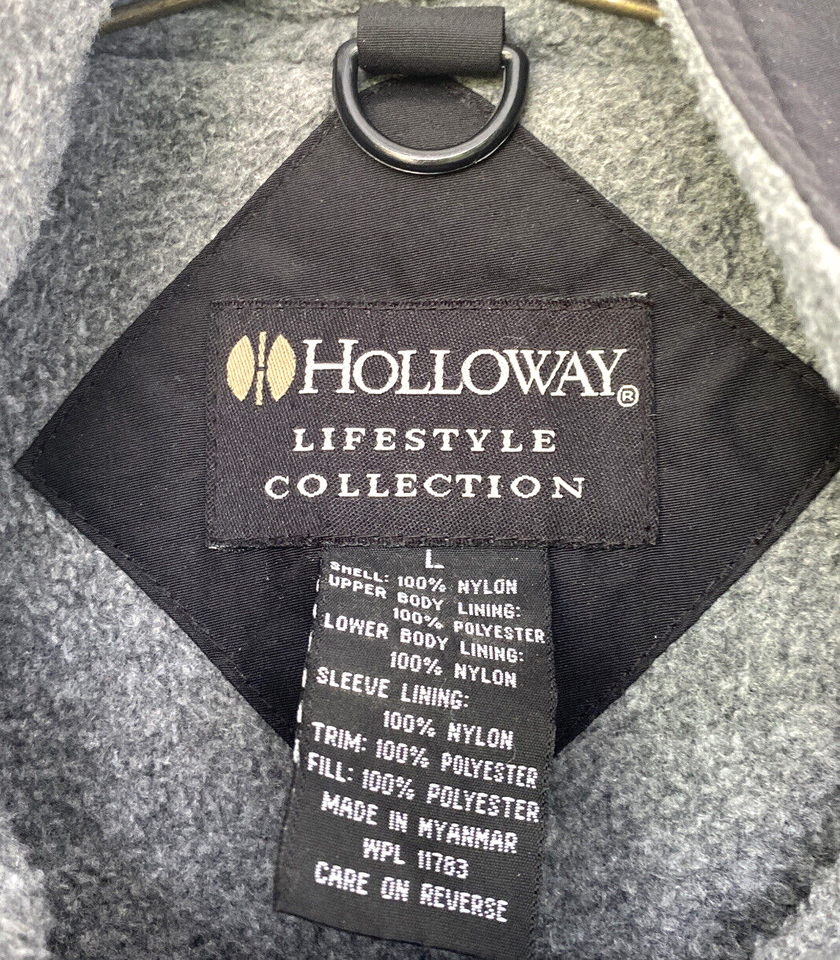 HOLLOWAY®
LIFESTYLE
COLLECTION
L
SHELL: 100% NYLON
UPPER BODY LINING:
100% POLYESTER
LOWER BODY LINING:
100% NYLON
SLEEVE LINING:
100% NYLON
TRIM: 100% POLYESTER
FILL: 100% POLYESTER
MADE IN MYANMAR
WPL 11783
CARE ON REVERSE